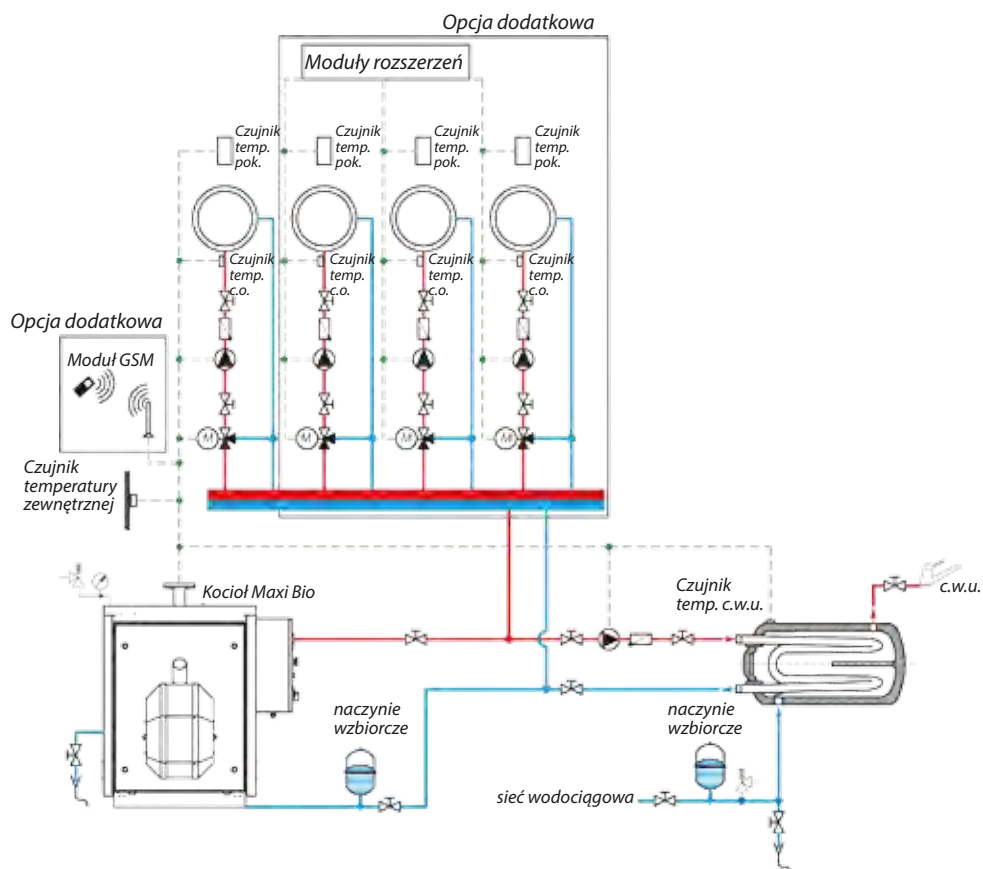 Opcja dodatkowa
Moduły rozszerzeń
Czujnik
temp.
pok.
Czujnik
temp.
pok.
Czujnik
temp.
pok.
Czujnik
temp.
pok.
Czujnik
temp.
c.o.
Czujnik
temp.
c.o.
Czujnik
temp.
c.o.
Czujnik
temp.
c.o.
Opcja dodatkowa
Moduł GSM
M
M
M
M
Czujnik
temperatury
zewnętrznej
Kocioł Maxi Bio
Czujnik
temp. c.w.u.
c.w.u.
naczynie
wzbiorcze
naczynie
wzbiorcze
sieć wodociągowa